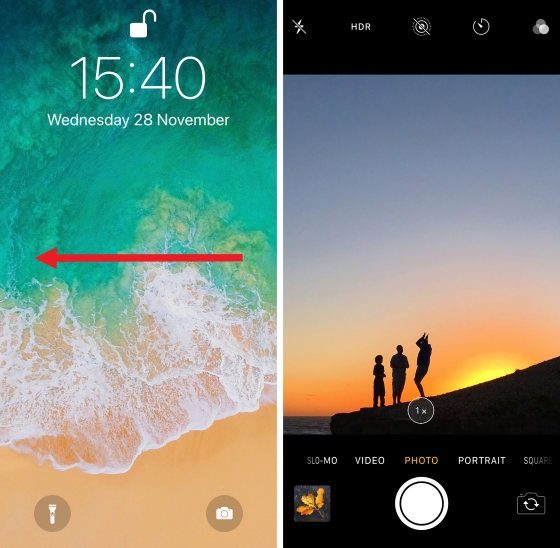 15:40
Wednesday 28 November
HDR
1×
SLO-MO VIDEO PHOTO PORTRAIT SQUARE